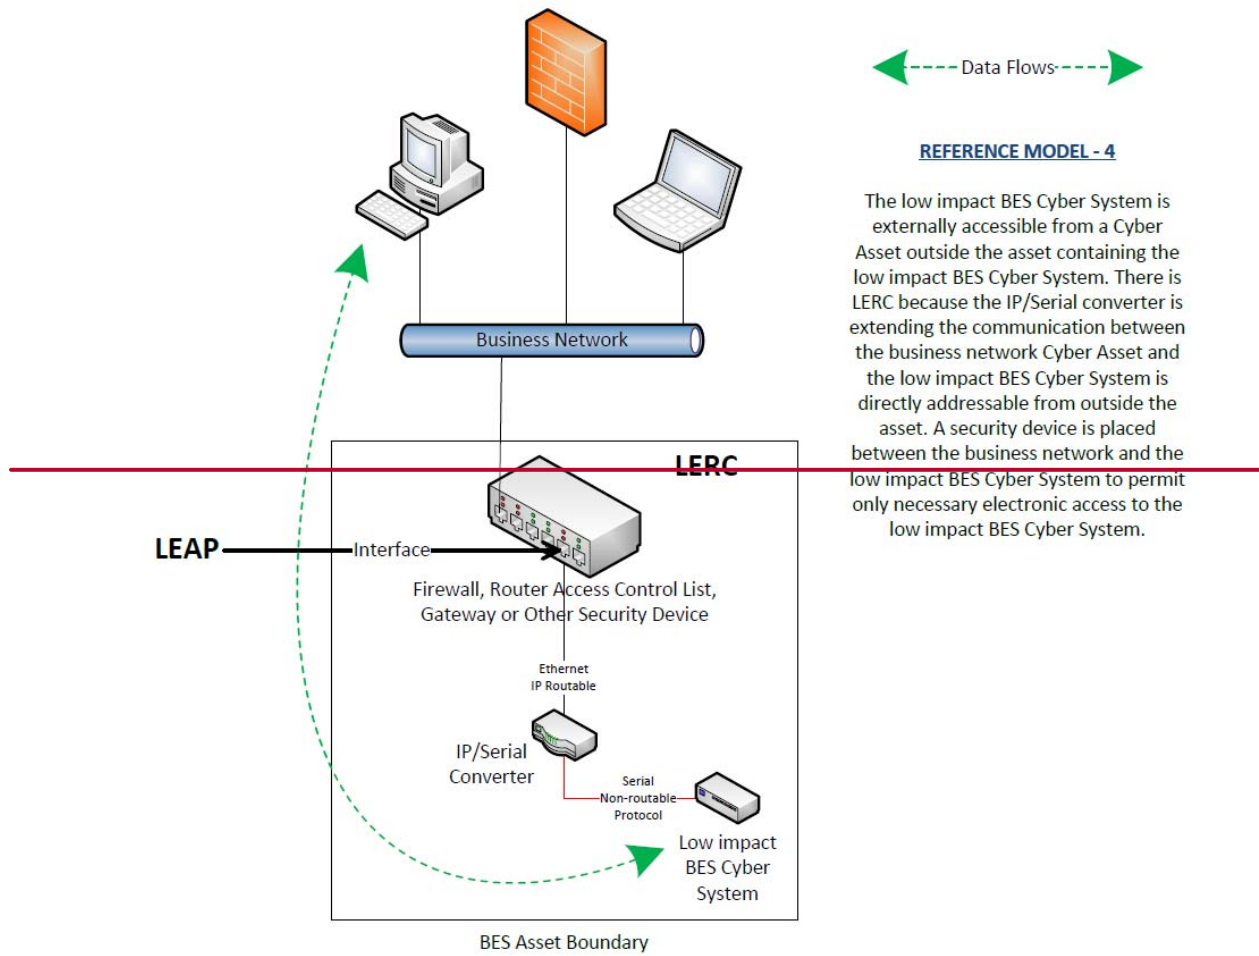 Data Flows
REFERENCE MODEL - 4
The low impact BES Cyber System is
externally accessible from a Cyber
Asset outside the asset containing the
low impact BES Cyber System. There is
LERC because the IP/Serial converter is
extending the communication between
the business network Cyber Asset and
the low impact BES Cyber System is
directly addressable from outside the
asset. A security device is placed
between the business network and the
low impact BES Cyber System to permit
only necessary electronic access to the
low impact BES Cyber System.
Business Network
LERC
LEAP
Interface
Firewall, Router Access Control List,
Gateway or Other Security Device
Ethernet
IP Routable
IP/Serial
Converter
Serial
Non-routable
Protocol
Low impact
BES Cyber
System
BES Asset Boundary